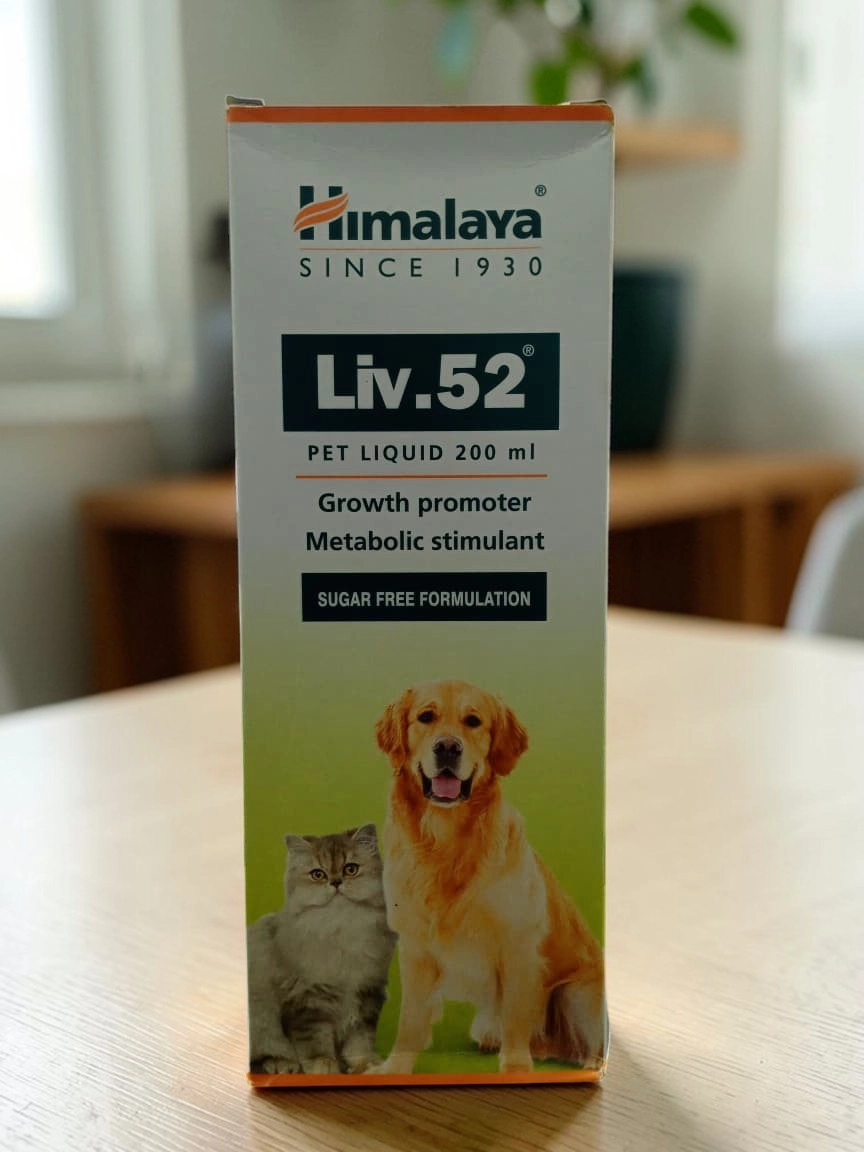 Himalaya®
SINCE 1930
Liv.52®
PET LIQUID 200 ml
Growth promoter
Metabolic stimulant
SUGAR FREE FORMULATION